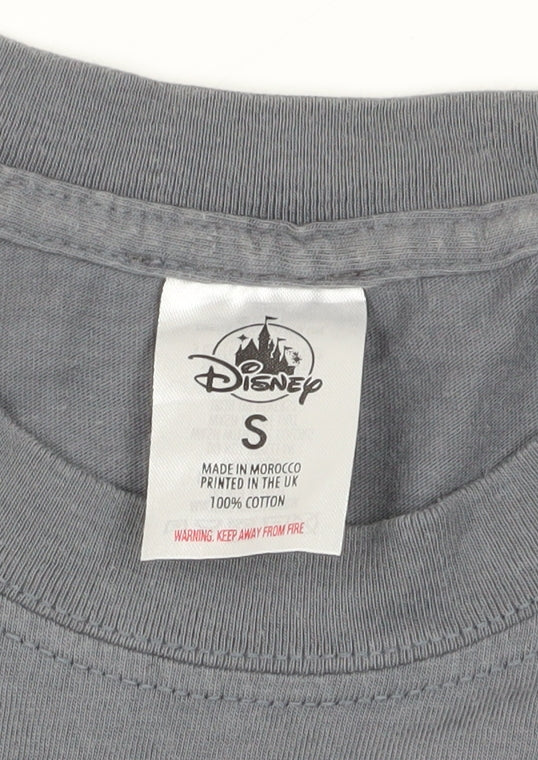 Disney
S
MADE IN MOROCCO
PRINTED IN THE UK
100% COTTON
WARNING. KEEP AWAY FROM FIRE